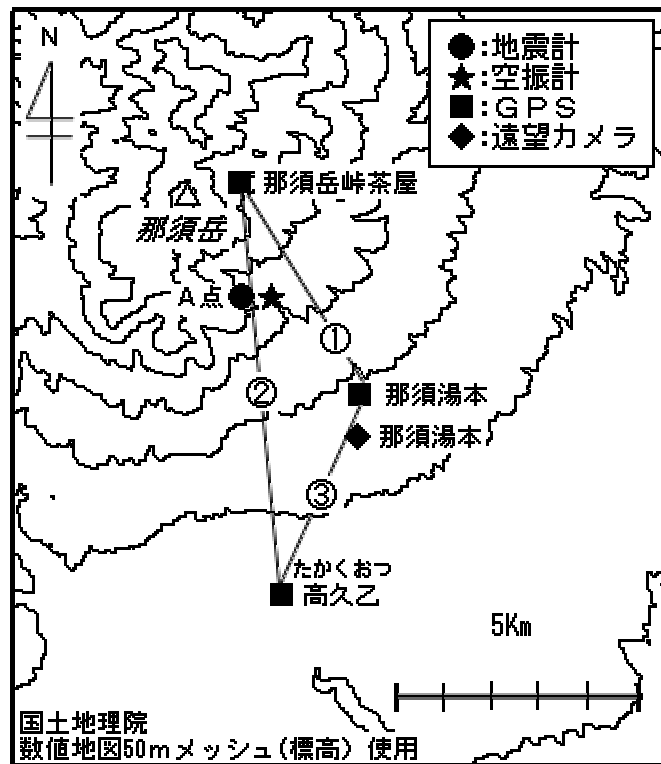 N
●:地震計
★:空振計
■:GPS
◆:遠望カメラ
那須岳峠茶屋
那須岳
A点
①
②
那須湯本
那須湯本
③
たかくおつ
高久乙
5Km
国土地理院
数値地図50mメッシュ(標高) 使用